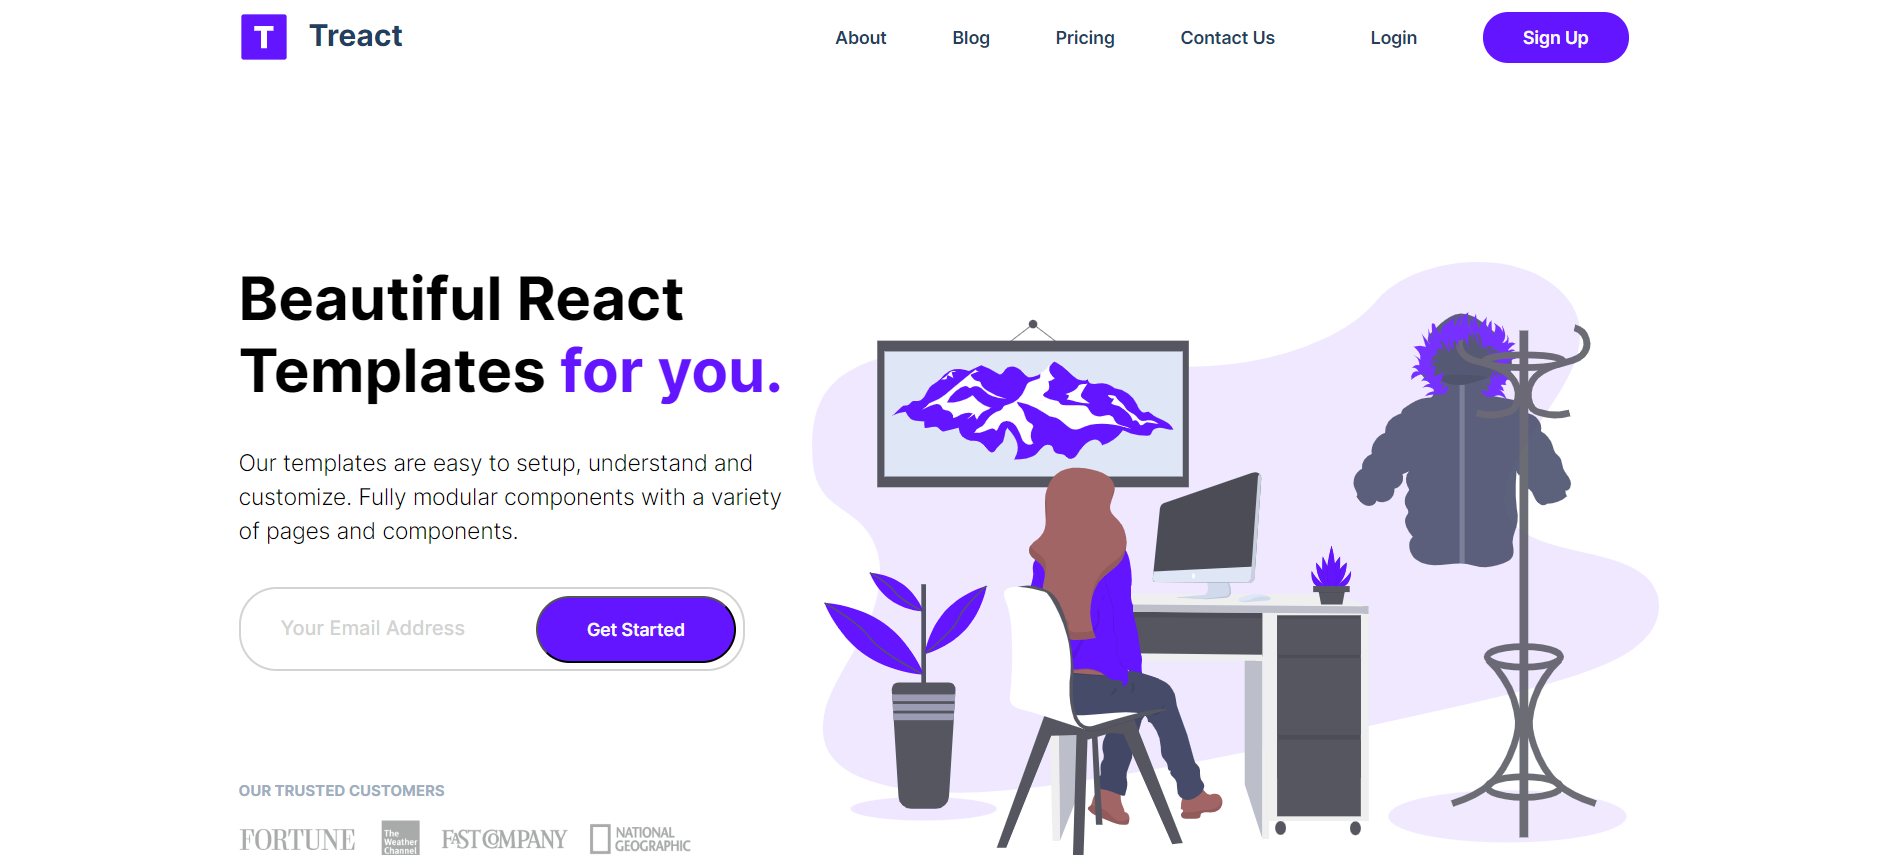 T Treact
About Blog Pricing Contact Us Login Sign Up
Beautiful React
Templates for you.
Our templates are easy to setup, understand and
customize. Fully modular components with a variety
of pages and components.
Your Email Address Get Started
OUR TRUSTED CUSTOMERS
FORTUNE
The
Weather
Channel
FAST COMPANY
NATIONAL
GEOGRAPHIC